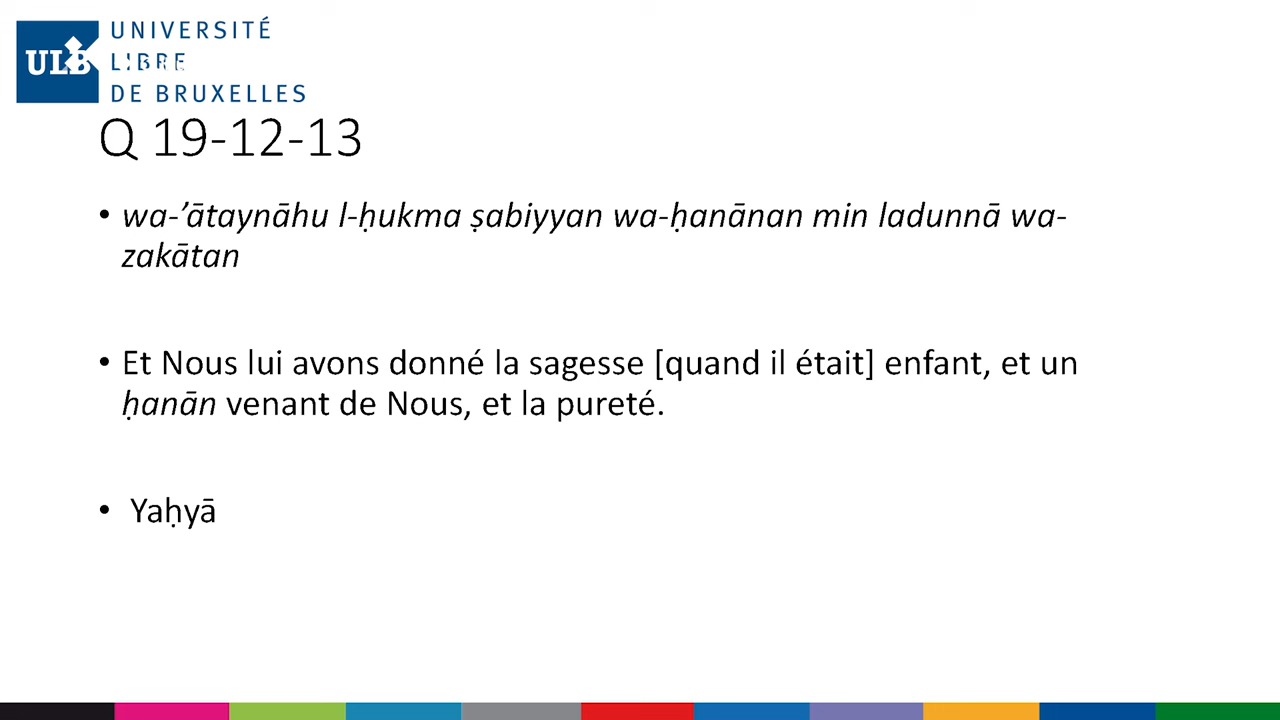 UNIVERSITÉ
ULB LIBRE
DE BRUXELLES
Q 19-12-13
• wa-’ātaynāhu l-ḥukma ṣabiyyan wa-ḥanānan min ladunnā wa-
zakātan
• Et Nous lui avons donné la sagesse [quand il était] enfant, et un
ḥanān venant de Nous, et la pureté.
• Yaḥyā